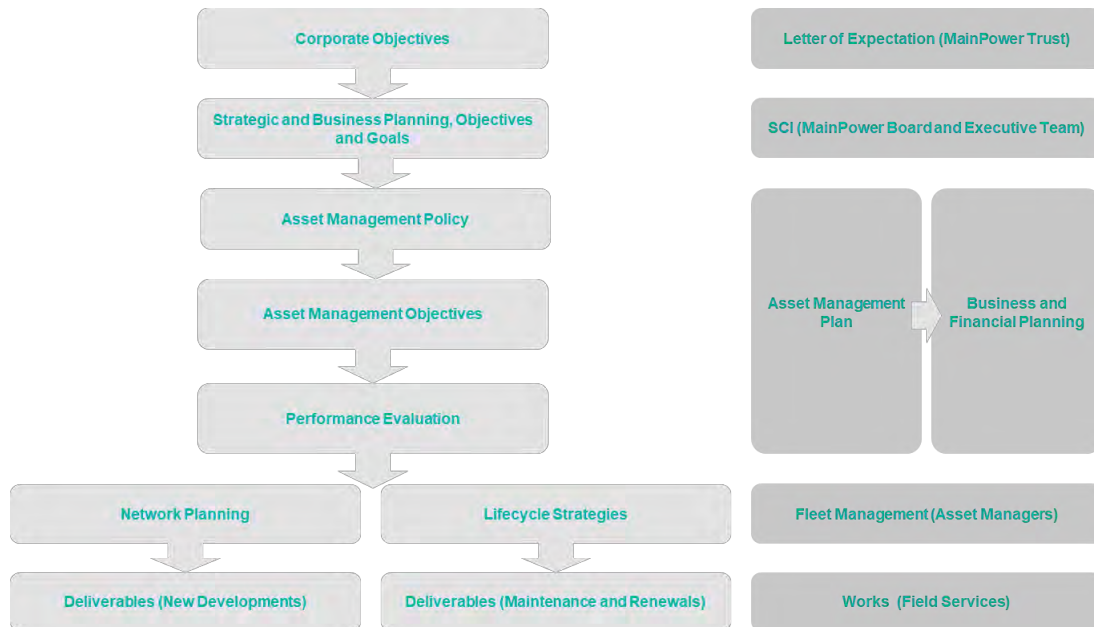 Corporate Objectives
Letter of Expectation (MainPower Trust)
Strategic and Business Planning, Objectives
and Goals
SCI (MainPower Board and Executive Team)
Asset Management Policy
Asset Management Objectives
Asset Management
Plan
Business and
Financial Planning
Performance Evaluation
Network Planning
Lifecycle Strategies
Fleet Management (Asset Managers)
Deliverables (New Developments)
Deliverables (Maintenance and Renewals)
Works (Field Services)